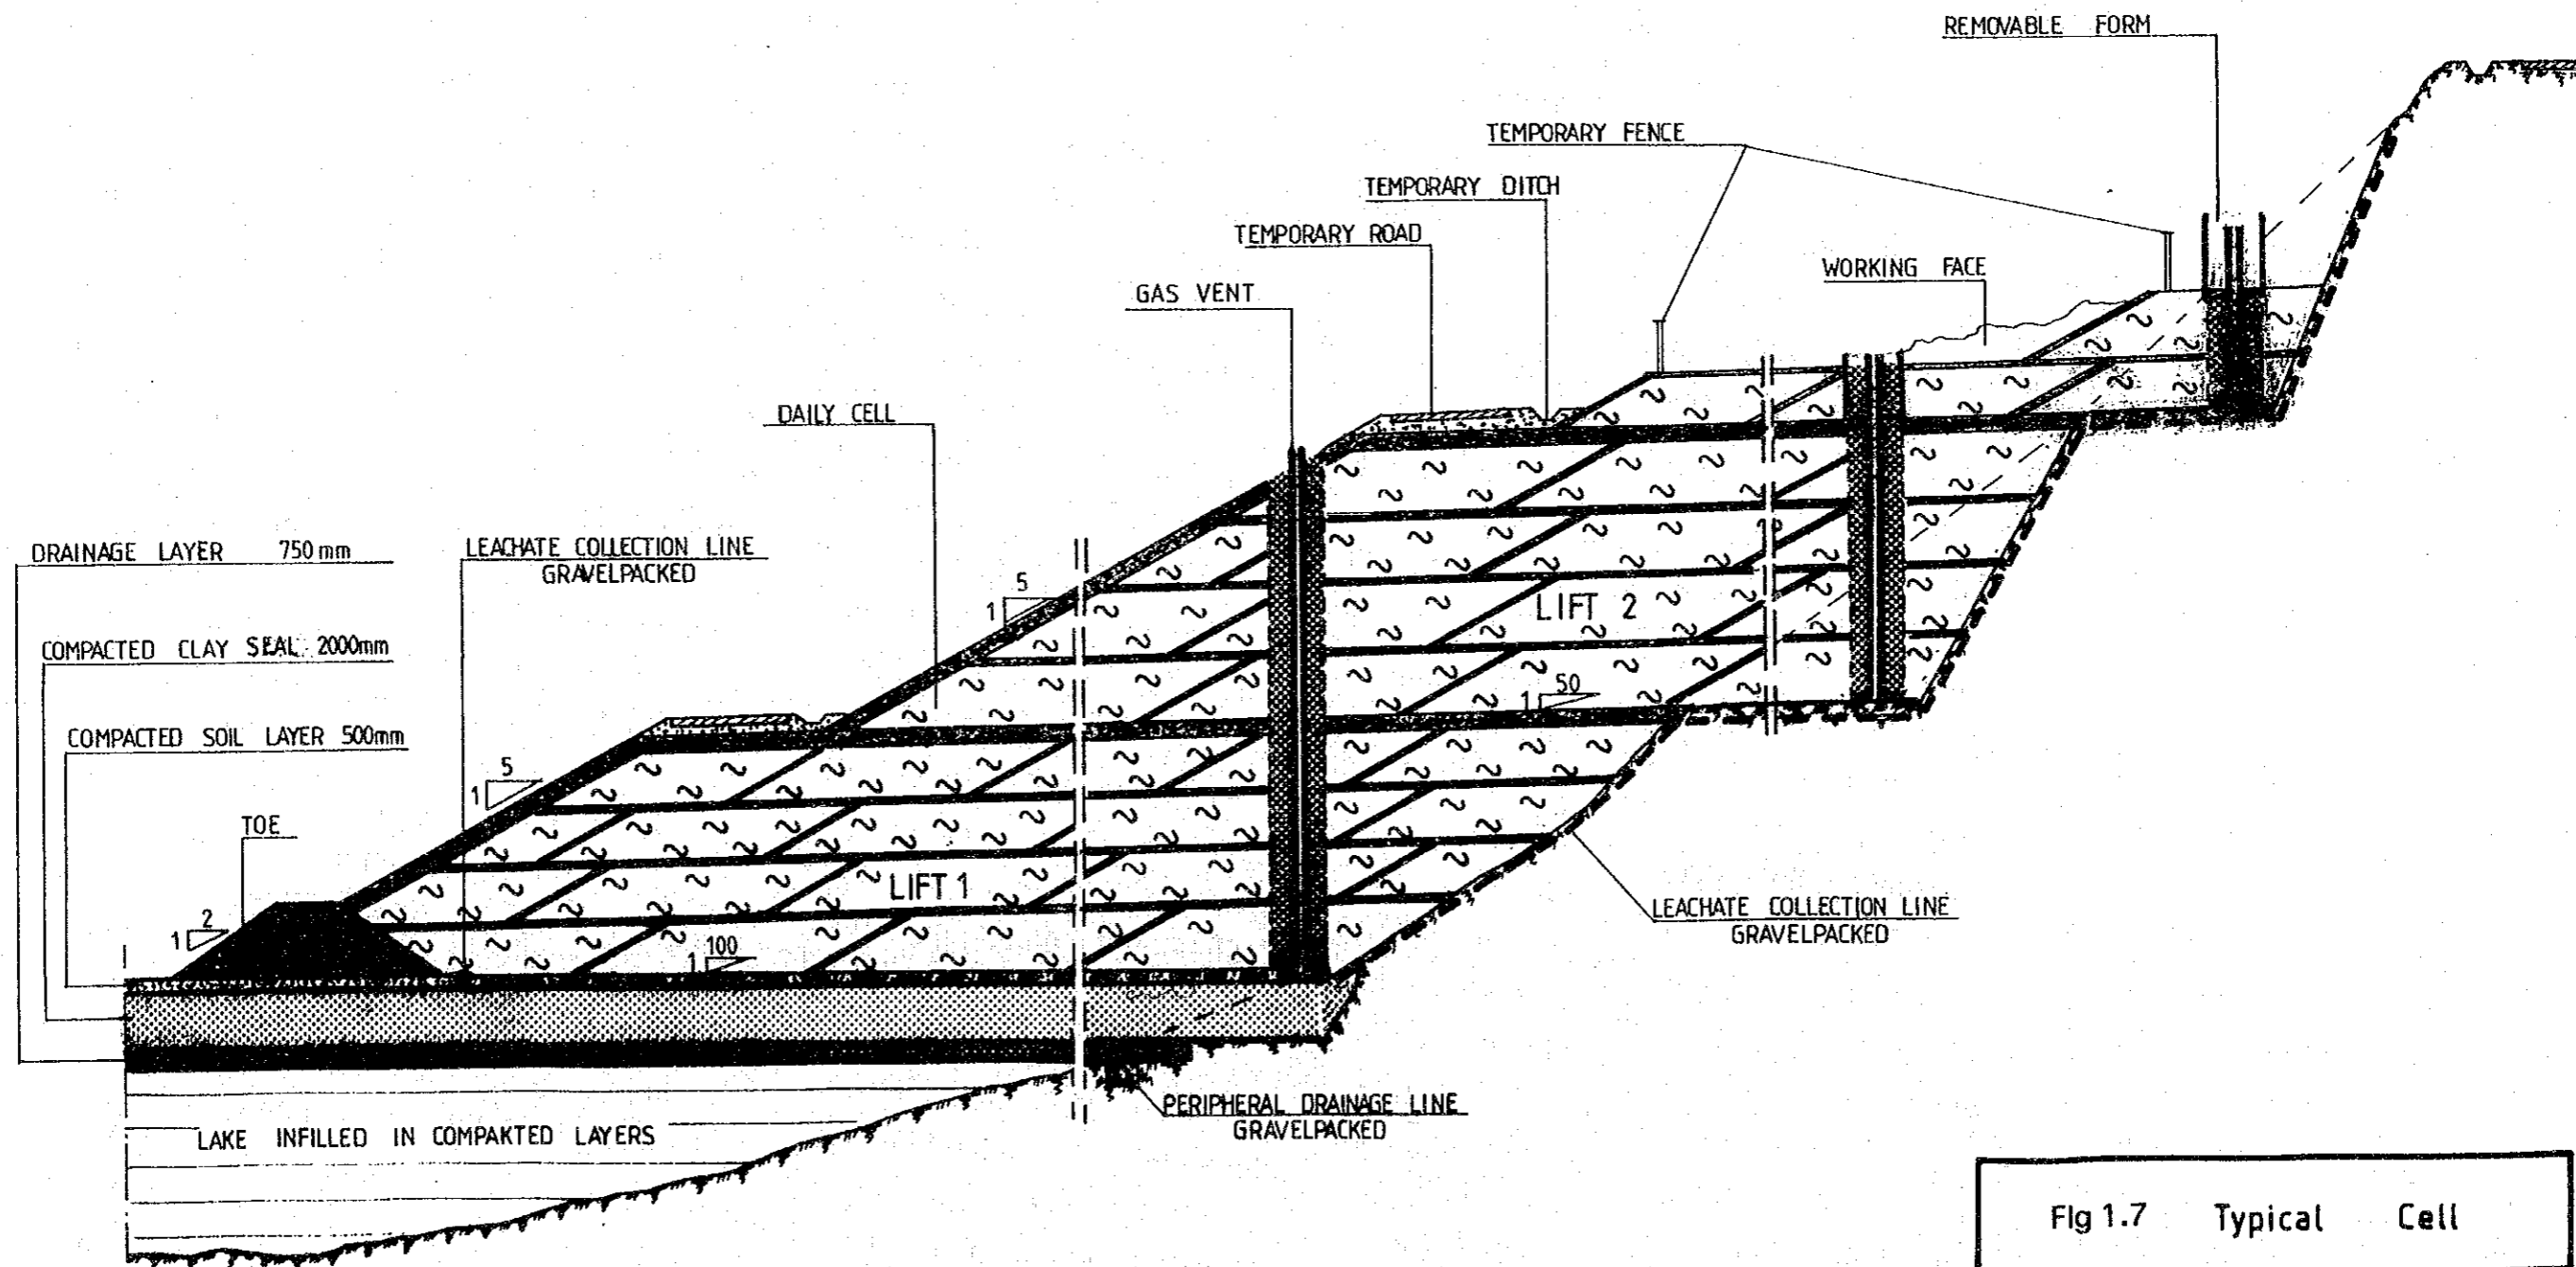 REMOVABLE FORM
TEMPORARY FENCE
TEMPORARY DITCH
TEMPORARY ROAD
WORKING FACE
GAS VENT
DAILY CELL
DRAINAGE LAYER 750 mm
LEACHATE COLLECTION LINE
GRAVELPACKED
COMPACTED CLAY SEAL 2000mm
COMPACTED SOIL LAYER 500mm
5
1
LIFT 2
50
1
5
1
TOE
2
1
LIFT 1
100
1
LEACHATE COLLECTION LINE
GRAVELPACKED
PERIPHERAL DRAINAGE LINE
GRAVELPACKED
LAKE INFILLED IN COMPAKTED LAYERS
Fig 1.7 Typical Cell